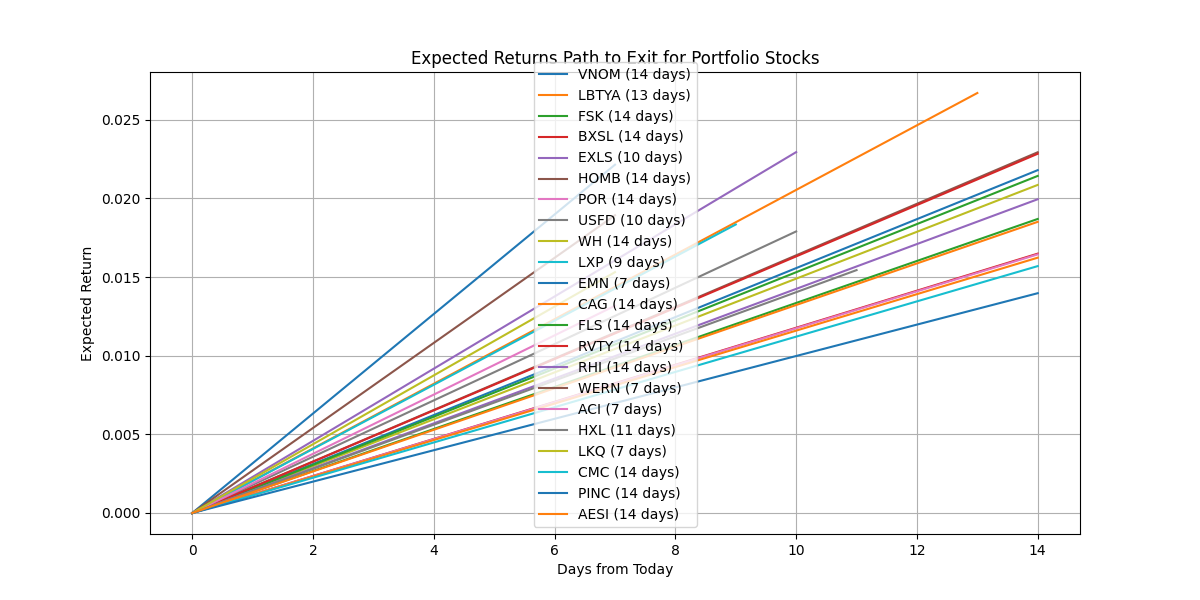 Expected Returns Path to Exit for Portfolio Stocks
VNOM (14 days)
LBTYA (13 days)
FSK (14 days)
BXSL (14 days)
EXLS (10 days)
HOMB (14 days)
POR (14 days)
USFD (10 days)
WH (14 days)
LXP (9 days)
EMN (7 days)
CAG (14 days)
FLS (14 days)
RVTY (14 days)
RHI (14 days)
WERN (7 days)
ACI (7 days)
HXL (11 days)
LKQ (7 days)
CMC (14 days)
PINC (14 days)
AESI (14 days)
Expected Return
0.025
0.020
0.015
0.010
0.005
0.000
0 2 4 6 8 10 12 14
Days from Today